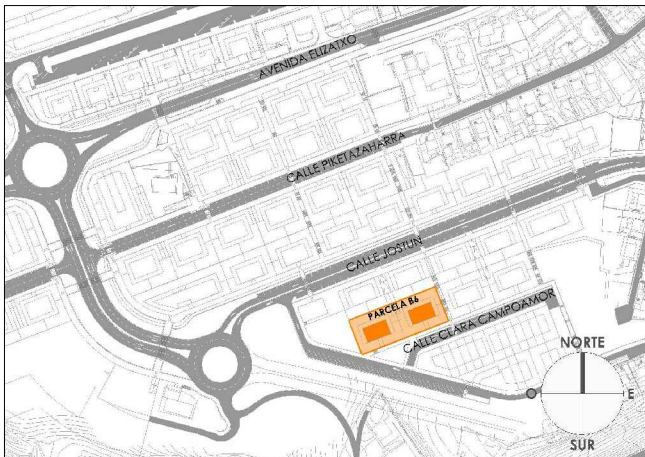 AVENIDA ELIZATXO
CALLE PIKETAZAHARRA
CALLE JOSTUN
PARCELA B6
CALLE CLARA CAMPOAMOR
NORTE
O
E
SUR